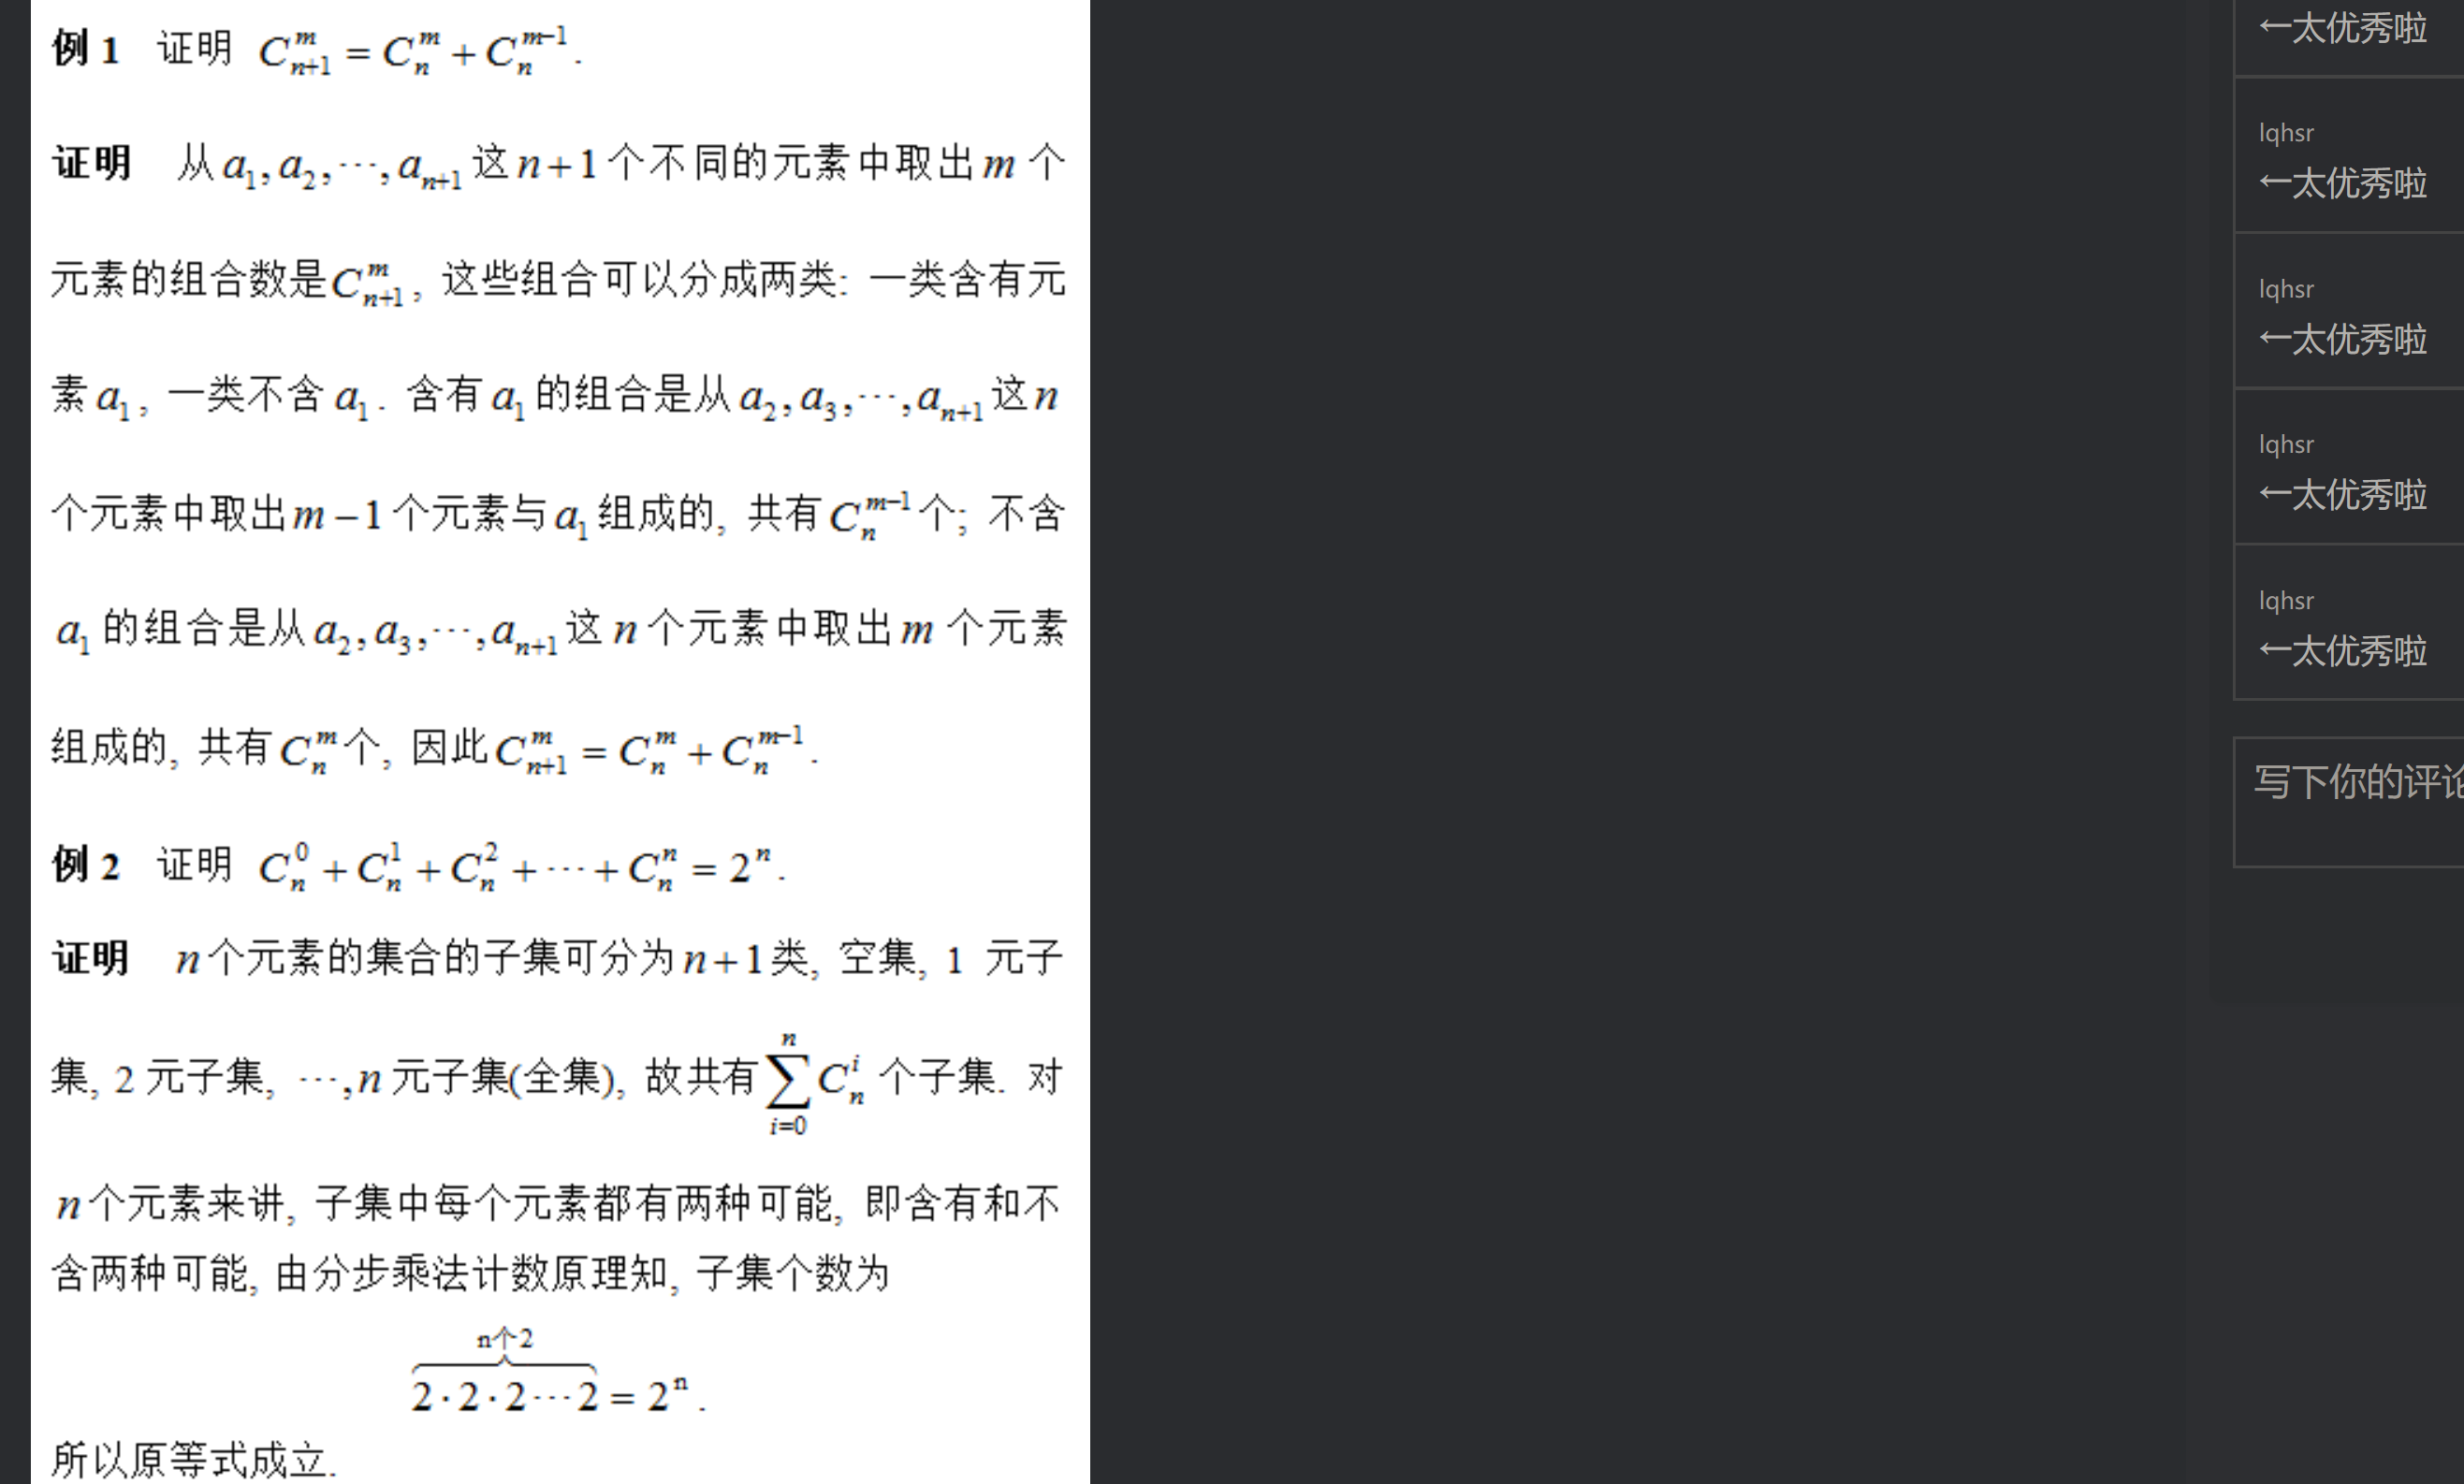 例 1 证明 $C_{n+1}^{m} = C_{n}^{m} + C_{n}^{m-1}$.
证明 从 $a_1, a_2, \cdots, a_{n+1}$ 这 $n+1$ 个不同的元素中取出 $m$ 个
元素的组合数是 $C_{n+1}^{m}$, 这些组合可以分成两类: 一类含有元
素 $a_1$, 一类不含 $a_1$. 含有 $a_1$ 的组合是从 $a_2, a_3, \cdots, a_{n+1}$ 这 $n$
个元素中取出 $m-1$ 个元素与 $a_1$ 组成的, 共有 $C_{n}^{m-1}$ 个; 不含
$a_1$ 的组合是从 $a_2, a_3, \cdots, a_{n+1}$ 这 $n$ 个元素中取出 $m$ 个元素
组成的, 共有 $C_{n}^{m}$ 个, 因此 $C_{n+1}^{m} = C_{n}^{m} + C_{n}^{m-1}$.
例 2 证明 $C_{n}^{0} + C_{n}^{1} + C_{n}^{2} + \cdots + C_{n}^{n} = 2^{n}$.
证明 $n$ 个元素的集合的子集可分为 $n+1$ 类, 空集, 1 元子
集, 2 元子集, $\cdots, n$ 元子集(全集), 故共有 $\sum_{i=0}^{n} C_{n}^{i}$ 个子集. 对
$n$ 个元素来讲, 子集中每个元素都有两种可能, 即含有和不
含两种可能, 由分步乘法计数原理知, 子集个数为
$\overbrace{2 \cdot 2 \cdot 2 \cdots 2}^{n个2} = 2^{n}$.
所以原等式成立.
←太优秀啦
lqhsr
←太优秀啦
lqhsr
←太优秀啦
lqhsr
←太优秀啦
lqhsr
←太优秀啦
写下你的评论